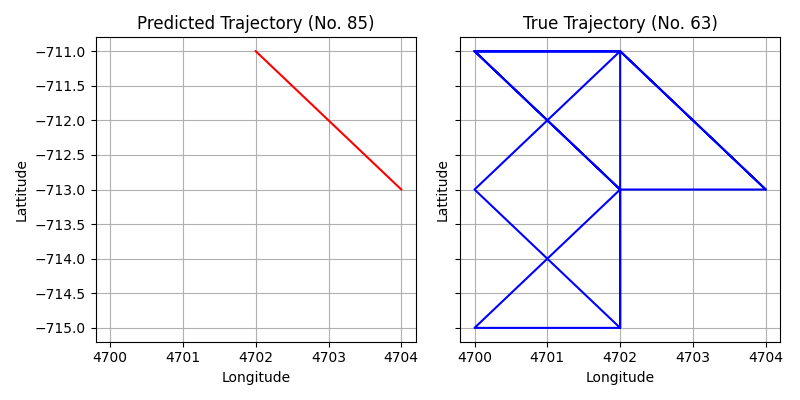 Predicted Trajectory (No. 85)
True Trajectory (No. 63)
Lattitude
−711.0
−711.5
−712.0
−712.5
−713.0
−713.5
−714.0
−714.5
−715.0
4700 4701 4702 4703 4704
Longitude
Lattitude
4700 4701 4702 4703 4704
Longitude